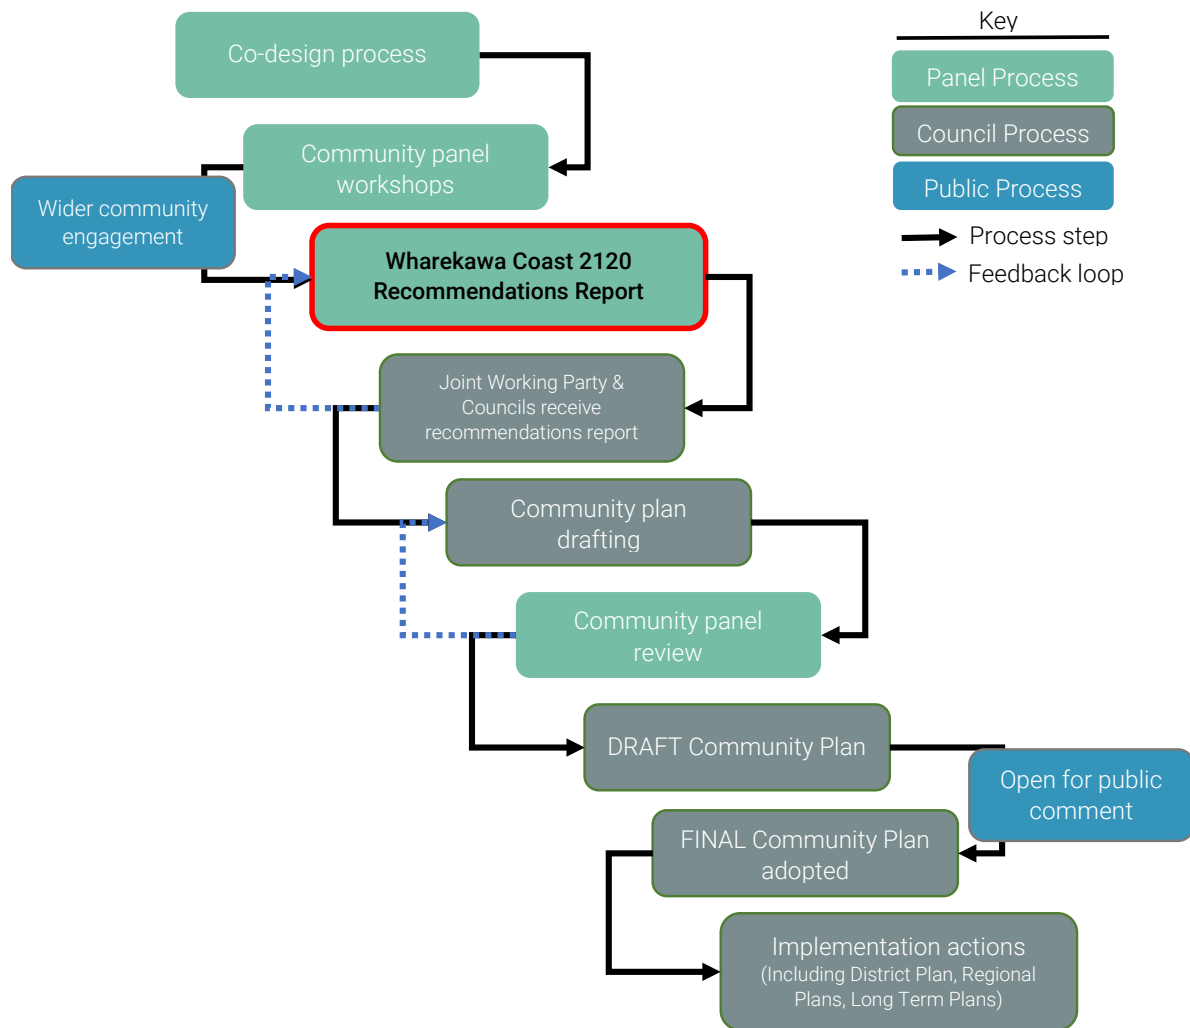 Co-design process
Community panel
workshops
Wider community
engagement
Wharekawa Coast 2120
Recommendations Report
Joint Working Party &
Councils receive
recommendations report
Community plan
drafting
Community panel
review
DRAFT Community Plan
Open for public
comment
FINAL Community Plan
adopted
Implementation actions
(Including District Plan, Regional
Plans, Long Term Plans)
Key
Panel Process
Council Process
Public Process
Process step
Feedback loop